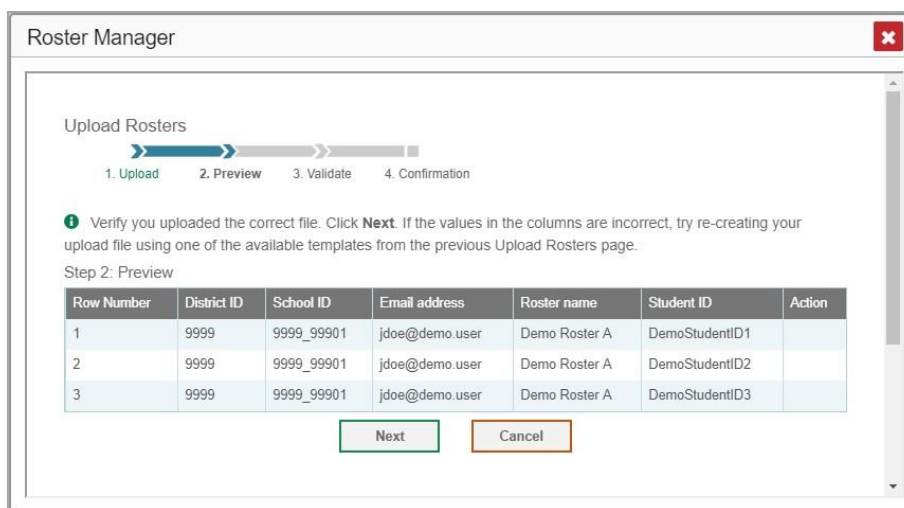 Roster Manager
Upload Rosters
1. Upload 2. Preview 3. Validate 4. Confirmation
Verify you uploaded the correct file. Click Next. If the values in the columns are incorrect, try re-creating your
upload file using one of the available templates from the previous Upload Rosters page.
Step 2: Preview
Row Number District ID School ID Email address Roster name Student ID Action
1 9999 9999_99901 jdoe@demo.user Demo Roster A DemoStudentID1
2 9999 9999_99901 jdoe@demo.user Demo Roster A DemoStudentID2
3 9999 9999_99901 jdoe@demo.user Demo Roster A DemoStudentID3
Next Cancel